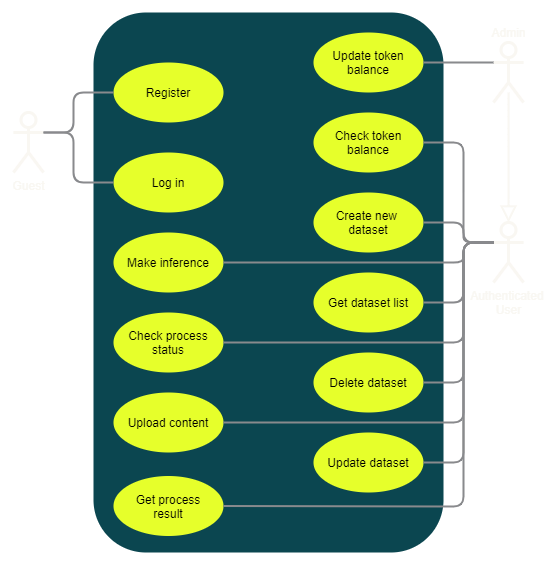 Admin
Update token
balance
Register
Check token
balance
Guest
Log in
Create new
dataset
Make inference
Authenticated
User
Get dataset list
Check process
status
Delete dataset
Upload content
Update dataset
Get process
result